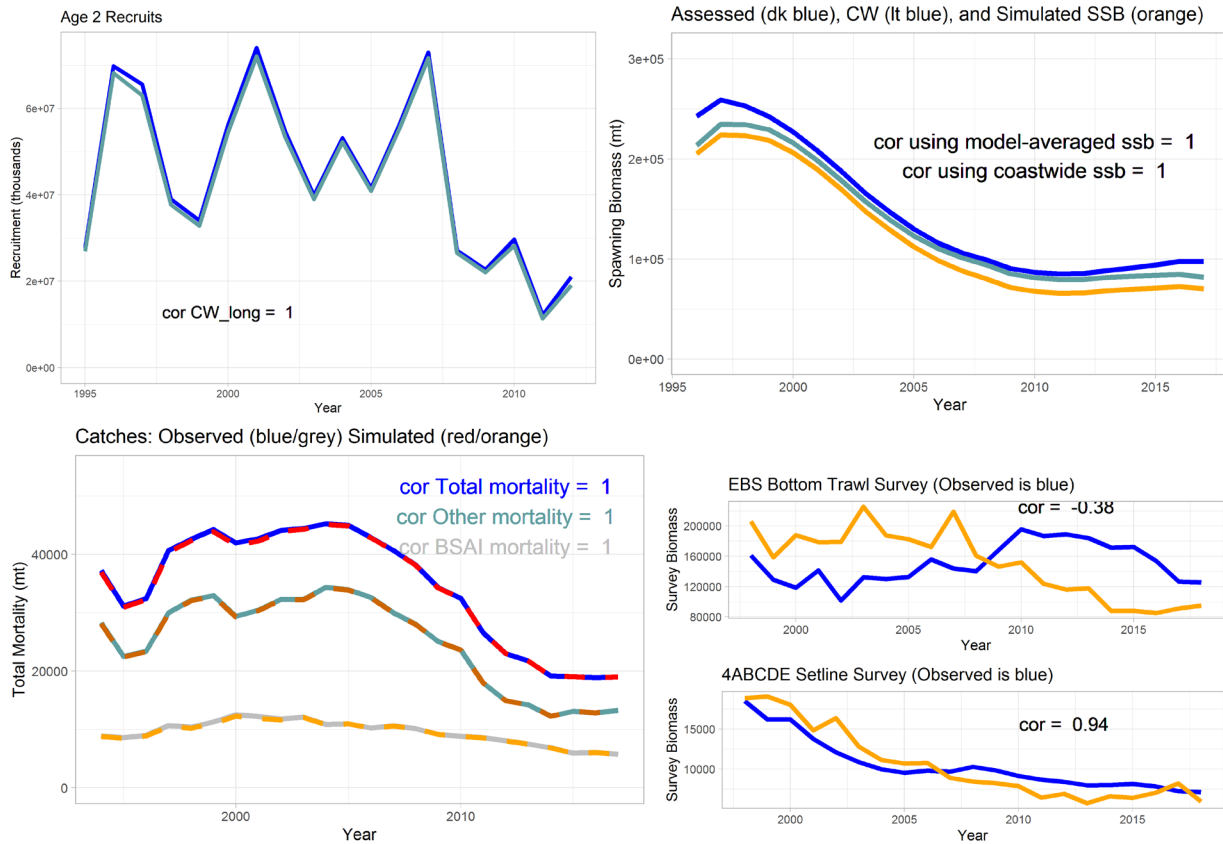 Age 2 Recruits
Recruitment (thousands)
6e+07
4e+07
2e+07
0e+00
cor CW_long = 1
1995
2000
2005
2010
Year
Assessed (dk blue), CW (lt blue), and Simulated SSB (orange)
Spawning Biomass (mt)
3e+05
2e+05
1e+05
0e+00
cor using model-averaged ssb = 1
cor using coastwide ssb = 1
1995
2000
2005
2010
2015
Year
Catches: Observed (blue/grey) Simulated (red/orange)
Total Mortality (mt)
40000
20000
0
cor Total mortality = 1
cor Other mortality = 1
cor BSAI mortality = 1
2000
2010
Year
EBS Bottom Trawl Survey (Observed is blue)
Survey Biomass
200000
160000
120000
80000
cor = -0.38
2000
2005
2010
2015
Year
4ABCDE Setline Survey (Observed is blue)
Survey Biomass
15000
10000
cor = 0.94
2000
2005
2010
2015
Year